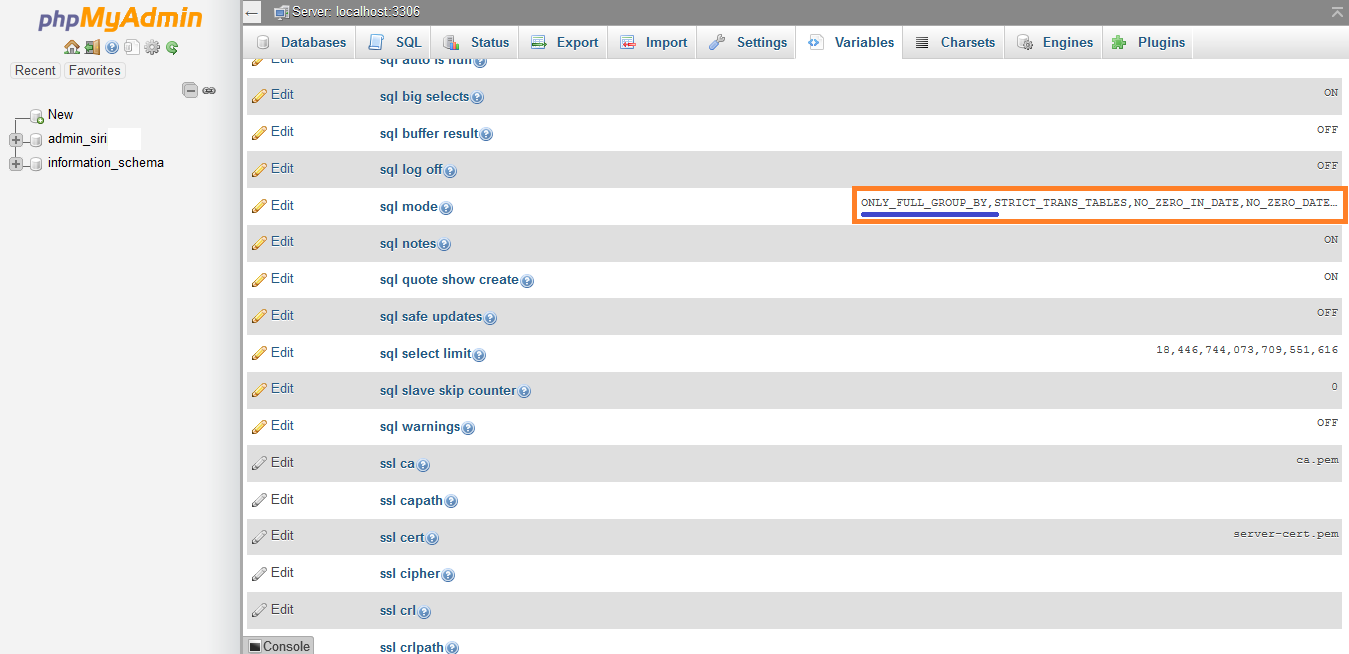 phpMyAdmin
Recent Favorites
New
admin_siri
information_schema
Server: localhost:3306
Databases SQL Status Export Import Settings Variables Charsets Engines Plugins
Edit sql auto is null
Edit sql big selects ON
Edit sql buffer result OFF
Edit sql log off OFF
Edit sql mode ONLY_FULL_GROUP_BY,STRICT_TRANS_TABLES,NO_ZERO_IN_DATE,NO_ZERO_DATE…
Edit sql notes ON
Edit sql quote show create ON
Edit sql safe updates OFF
Edit sql select limit 18,446,744,073,709,551,616
Edit sql slave skip counter 0
Edit sql warnings OFF
Edit ssl ca ca.pem
Edit ssl capath
Edit ssl cert server-cert.pem
Edit ssl cipher
Edit ssl crl
Console ssl crlpath